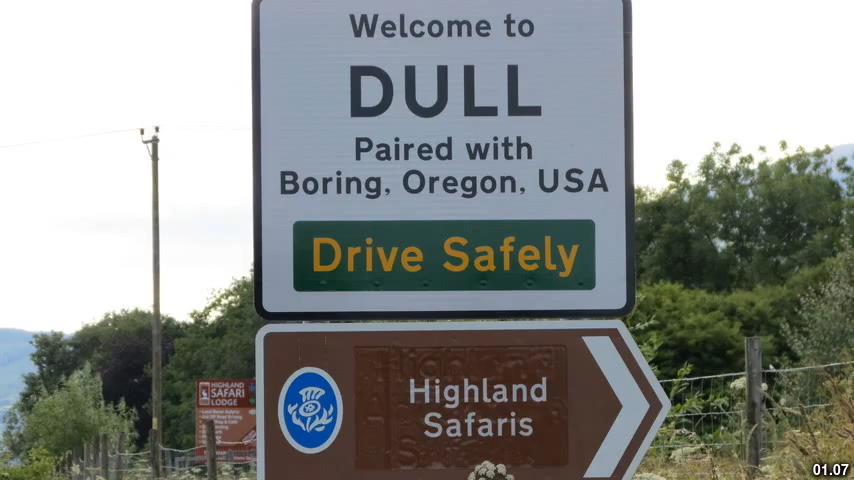 Welcome to
DULL
Paired with
Boring, Oregon, USA
Drive Safely
Highland
Safaris
HIGHLAND
SAFARI
LODGE
01.07